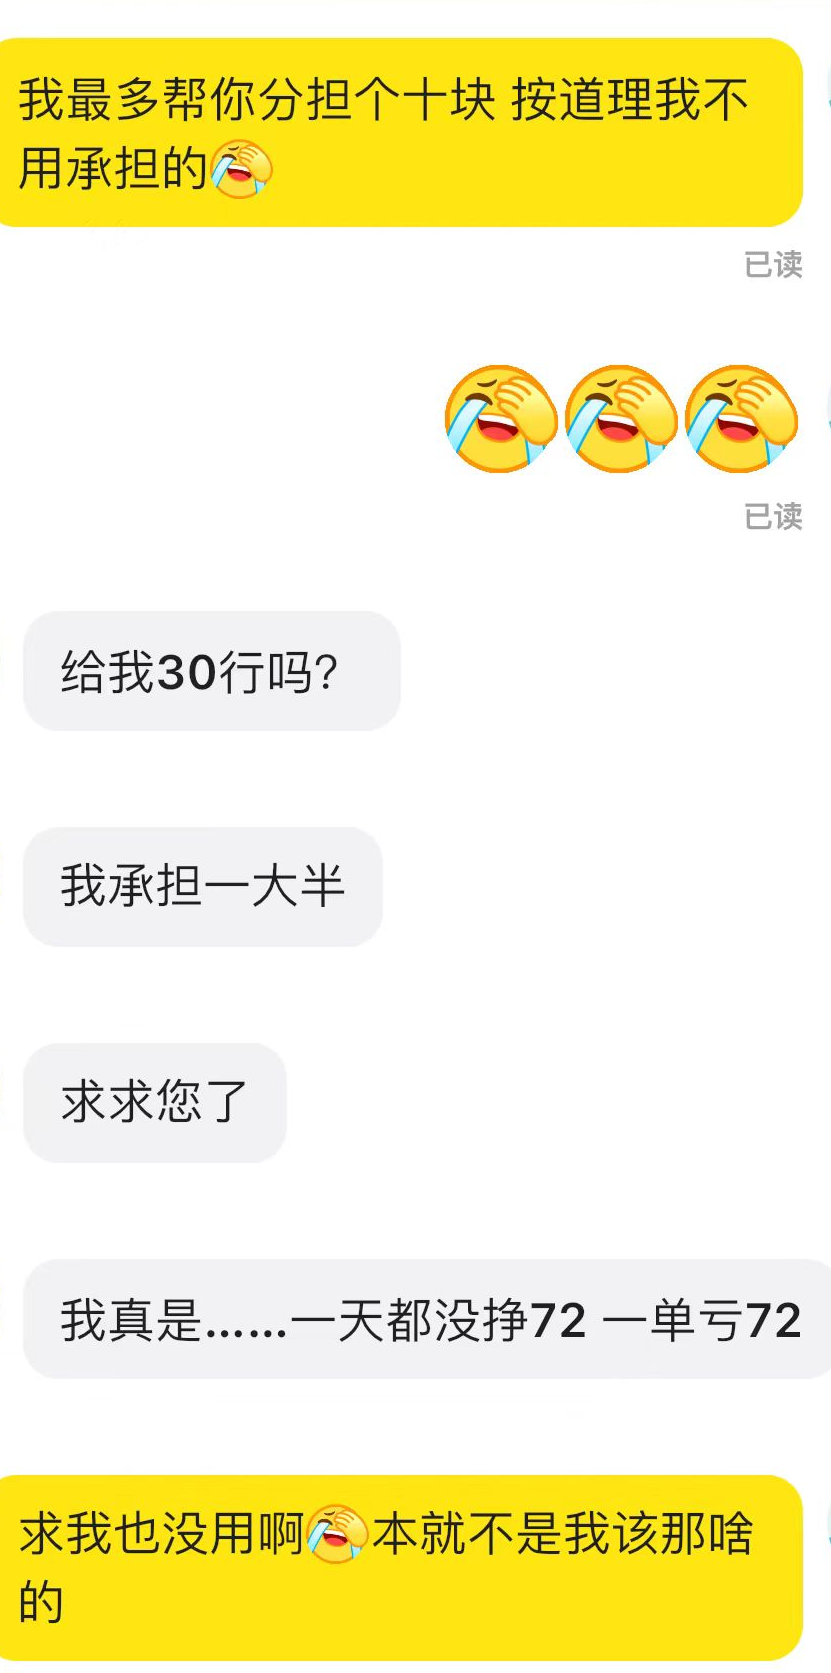 我最多帮你分担个十块 按道理我不
用承担的
已读
已读
给我30行吗?
我承担一大半
求求您了
我真是......一天都没挣72 一单亏72
求我也没用啊本就不是我该那啥
的